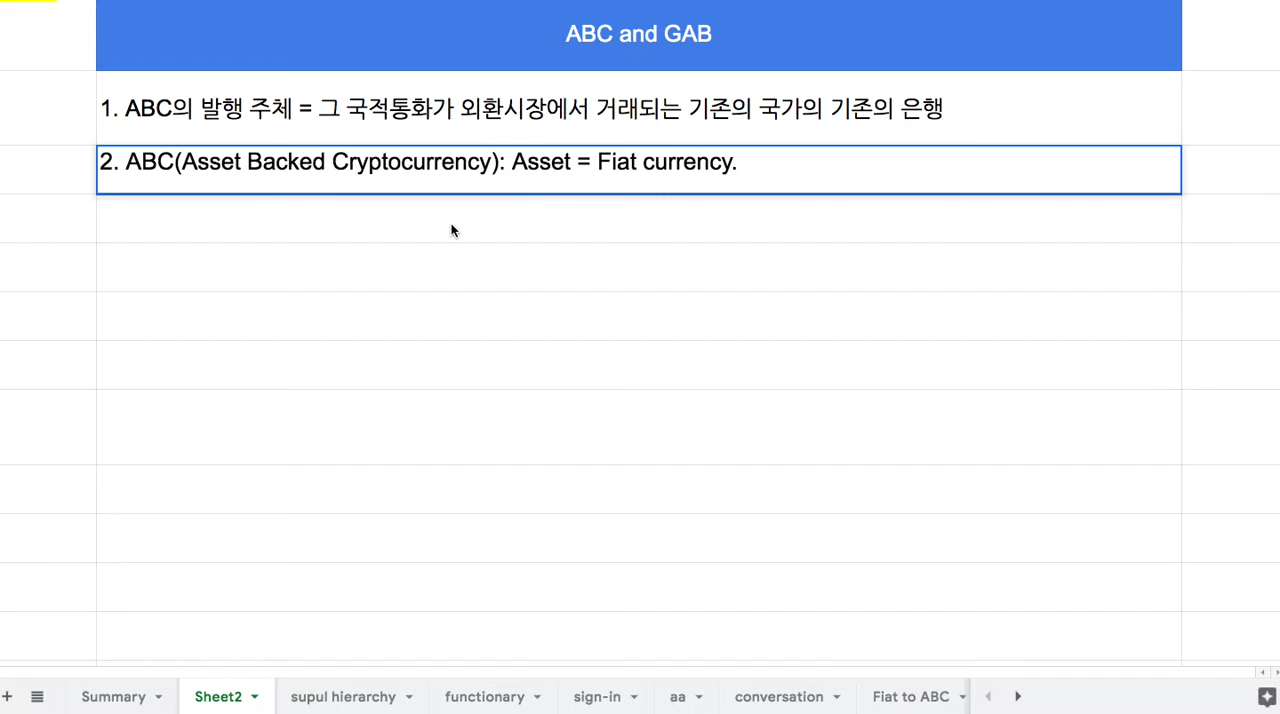 ABC and GAB
1. ABC의 발행 주체 = 그 국적통화가 외환시장에서 거래되는 기존의 국가의 기존의 은행
2. ABC(Asset Backed Cryptocurrency): Asset = Fiat currency.
Summary Sheet2 supul hierarchy functionary sign-in aa conversation Fiat to ABC